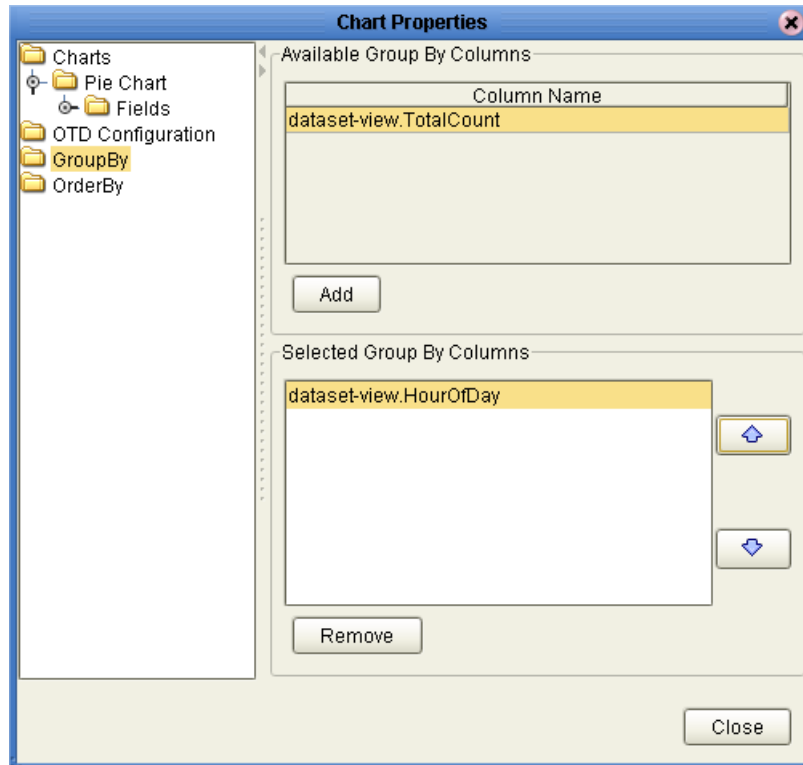 Chart Properties
Charts
Pie Chart
Fields
OTD Configuration
GroupBy
OrderBy
Available Group By Columns
Column Name
dataset-view.TotalCount
Add
Selected Group By Columns
dataset-view.HourOfDay
Remove
Close